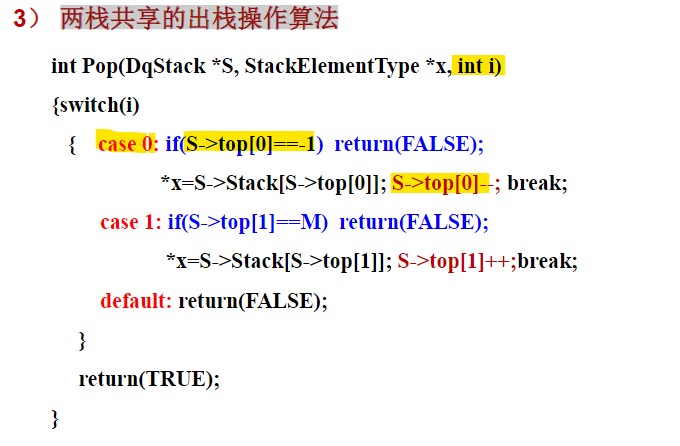 3） 两栈共享的出栈操作算法
int Pop(DqStack *S, StackElementType *x, int i)
{switch(i)
{ case 0: if(S->top[0]==-1) return(FALSE);
*x=S->Stack[S->top[0]]; S->top[0]--; break;
case 1: if(S->top[1]==M) return(FALSE);
*x=S->Stack[S->top[1]]; S->top[1]++;break;
default: return(FALSE);
}
return(TRUE);
}